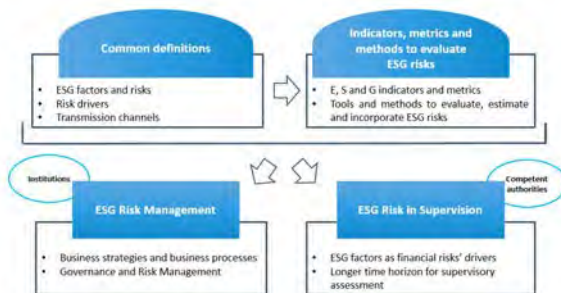 Common definitions
• ESG factors and risks
• Risk drivers
• Transmission channels
Indicators, metrics and
methods to evaluate
ESG risks
• E, S and G indicators and metrics
• Tools and methods to evaluate, estimate
and incorporate ESG risks
Institutions
ESG Risk Management
• Business strategies and business processes
• Governance and Risk Management
Competent
authorities
ESG Risk in Supervision
• ESG factors as financial risks' drivers
• Longer time horizon for supervisory
assessment